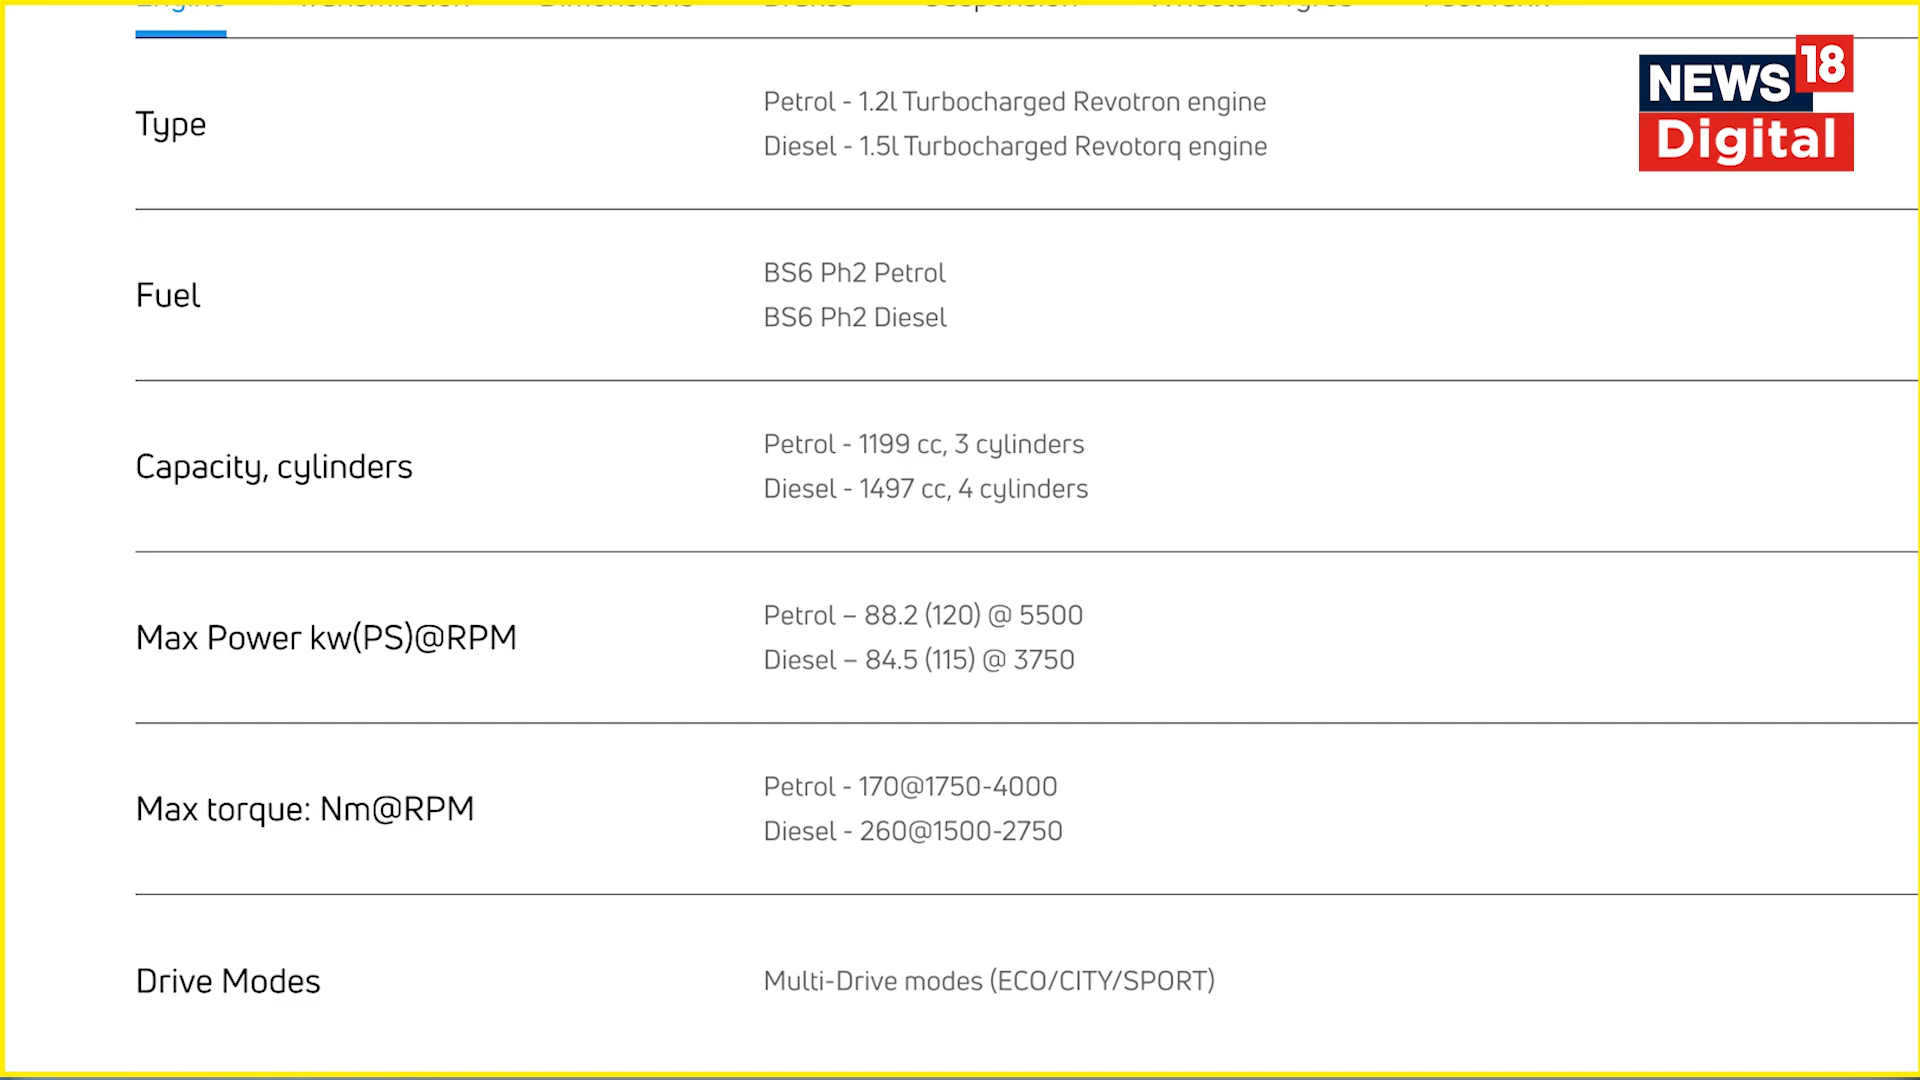 NEWS 18
Digital
Type
Petrol - 1.2l Turbocharged Revotron engine
Diesel - 1.5l Turbocharged Revotorq engine
Fuel
BS6 Ph2 Petrol
BS6 Ph2 Diesel
Capacity, cylinders
Petrol - 1199 cc, 3 cylinders
Diesel - 1497 cc, 4 cylinders
Max Power kw(PS)@RPM
Petrol – 88.2 (120) @ 5500
Diesel – 84.5 (115) @ 3750
Max torque: Nm@RPM
Petrol - 170@1750-4000
Diesel - 260@1500-2750
Drive Modes
Multi-Drive modes (ECO/CITY/SPORT)